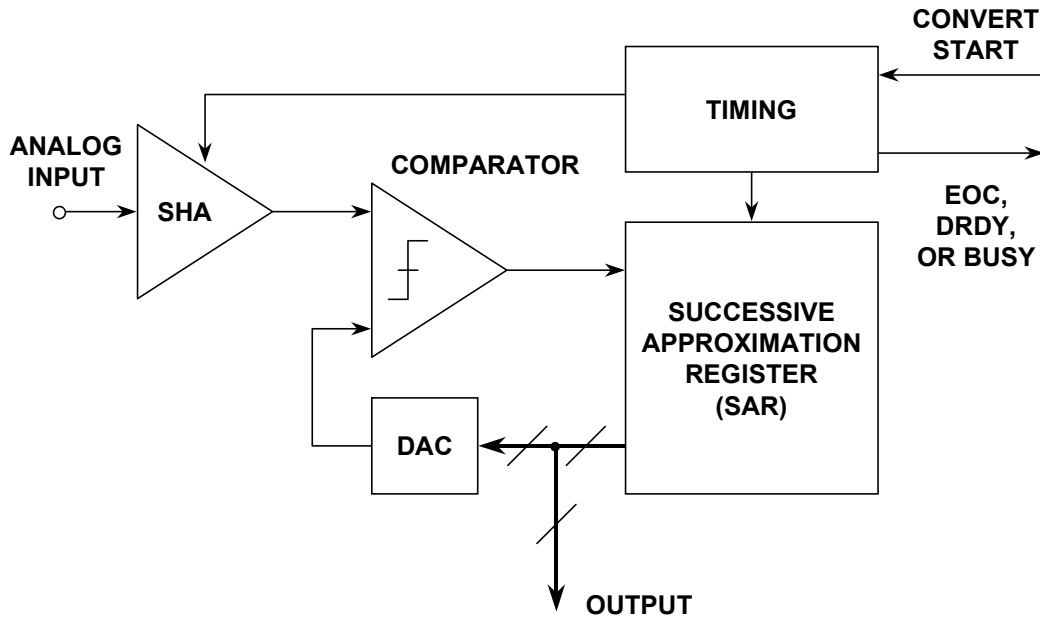 CONVERT
START
TIMING
ANALOG
INPUT
COMPARATOR
SHA
EOC,
DRDY,
OR BUSY
SUCCESSIVE
APPROXIMATION
REGISTER
(SAR)
DAC
OUTPUT